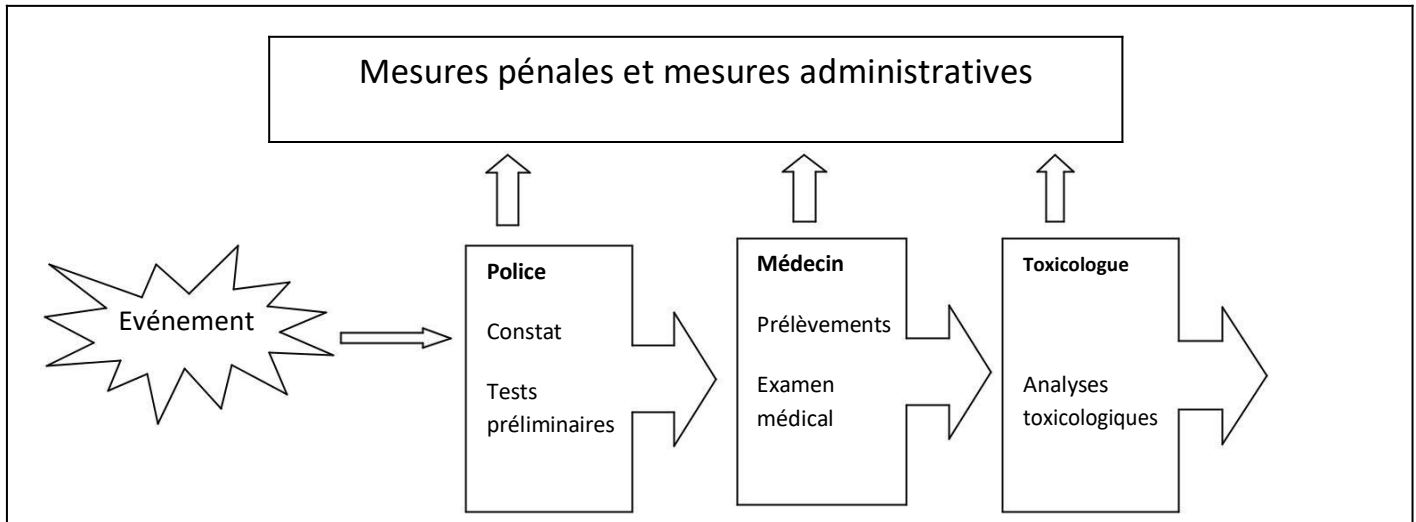 Mesures pénales et mesures administratives
Evénement
Police
Constat
Tests
préliminaires
Médecin
Prélèvements
Examen
médical
Toxicologue
Analyses
toxicologiques